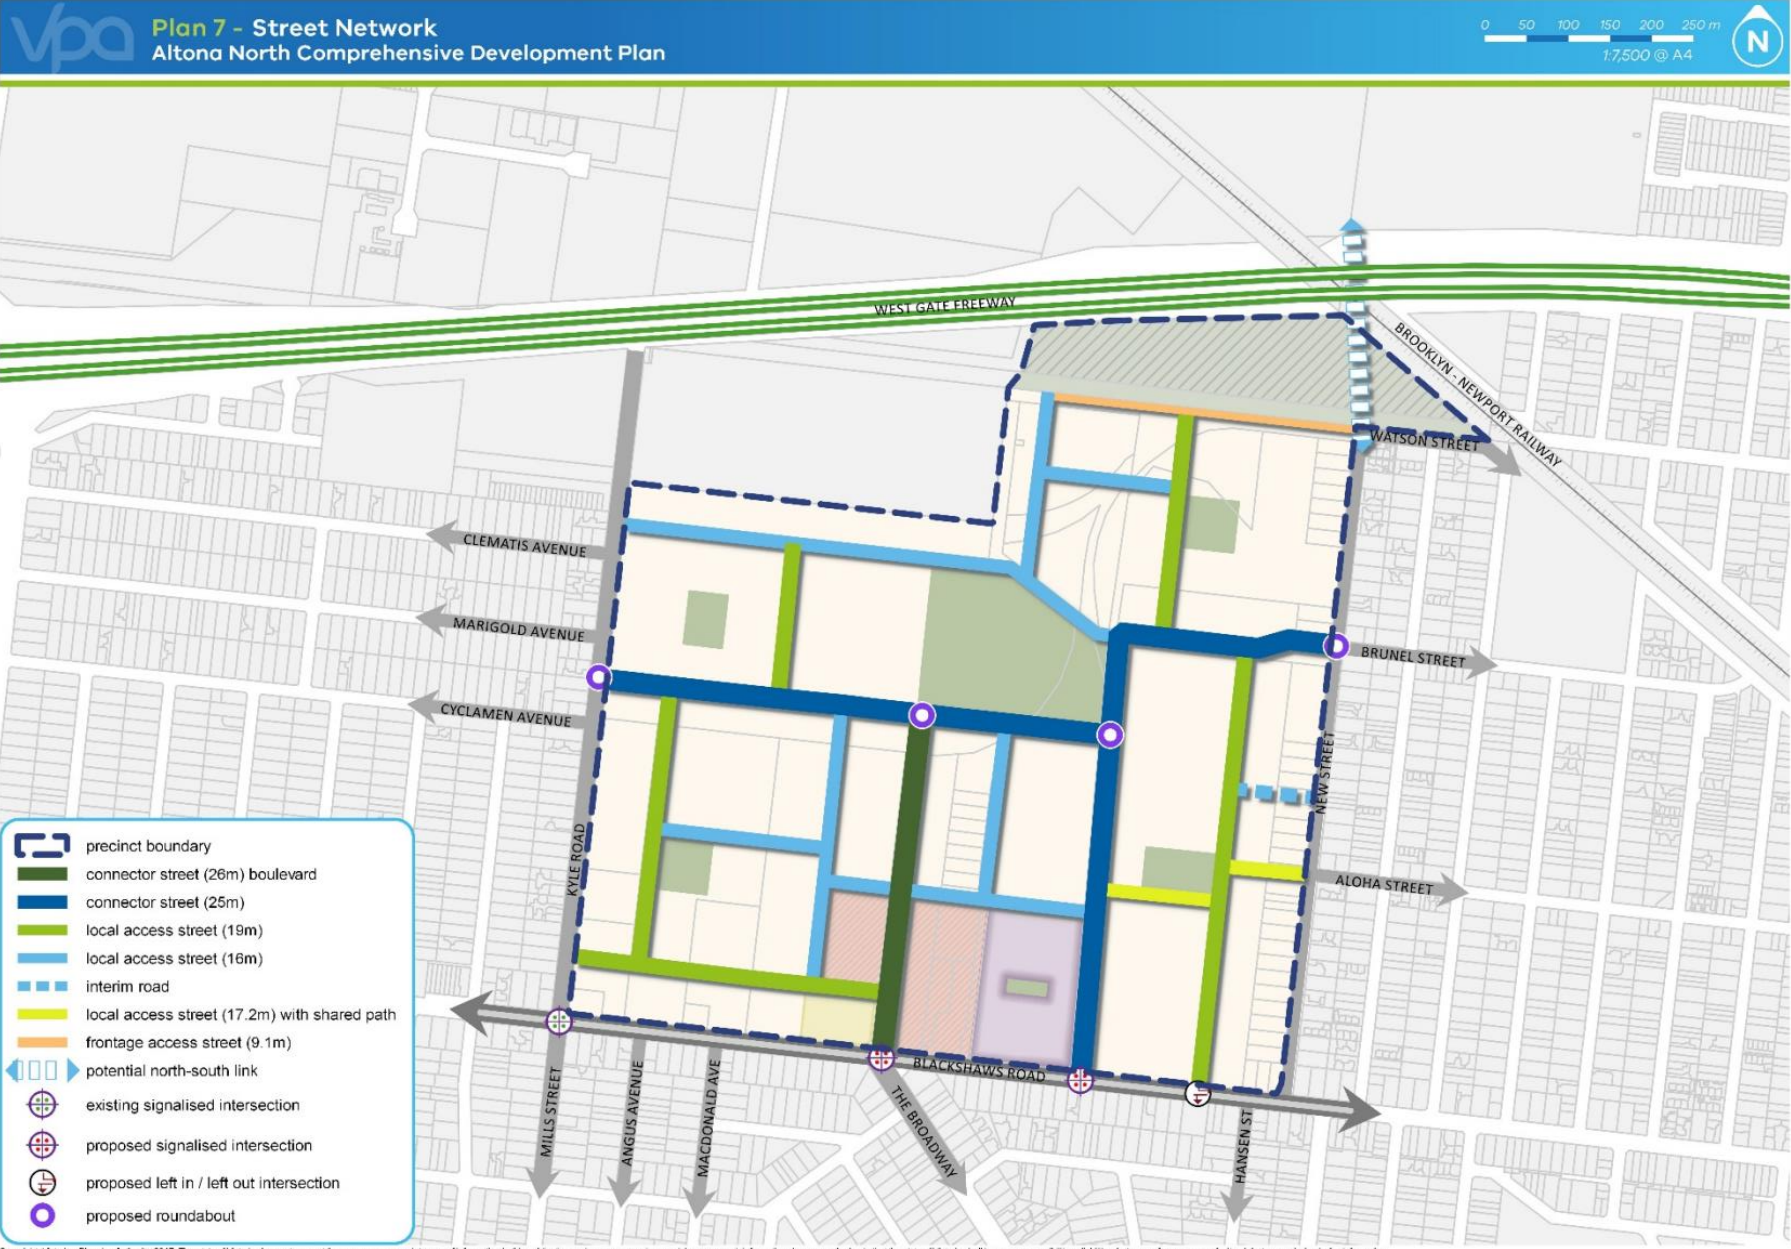 vpa
Plan 7 - Street Network
Altona North Comprehensive Development Plan
0 50 100 150 200 250 m
1:7,500 @ A4
N
WEST GATE FREEWAY
BROOKLYN - NEWPORT RAILWAY
WATSON STREET
CLEMATIS AVENUE
MARIGOLD AVENUE
BRUNEL STREET
CYCLAMEN AVENUE
NEW STREET
KYLE ROAD
ALOHA STREET
BLACKSHAWS ROAD
MILLS STREET
ANGUS AVENUE
MACDONALD AVE
THE BROADWAY
HANSEN ST
precinct boundary
connector street (26m) boulevard
connector street (25m)
local access street (19m)
local access street (16m)
interim road
local access street (17.2m) with shared path
frontage access street (9.1m)
potential north-south link
existing signalised intersection
proposed signalised intersection
proposed left in / left out intersection
proposed roundabout